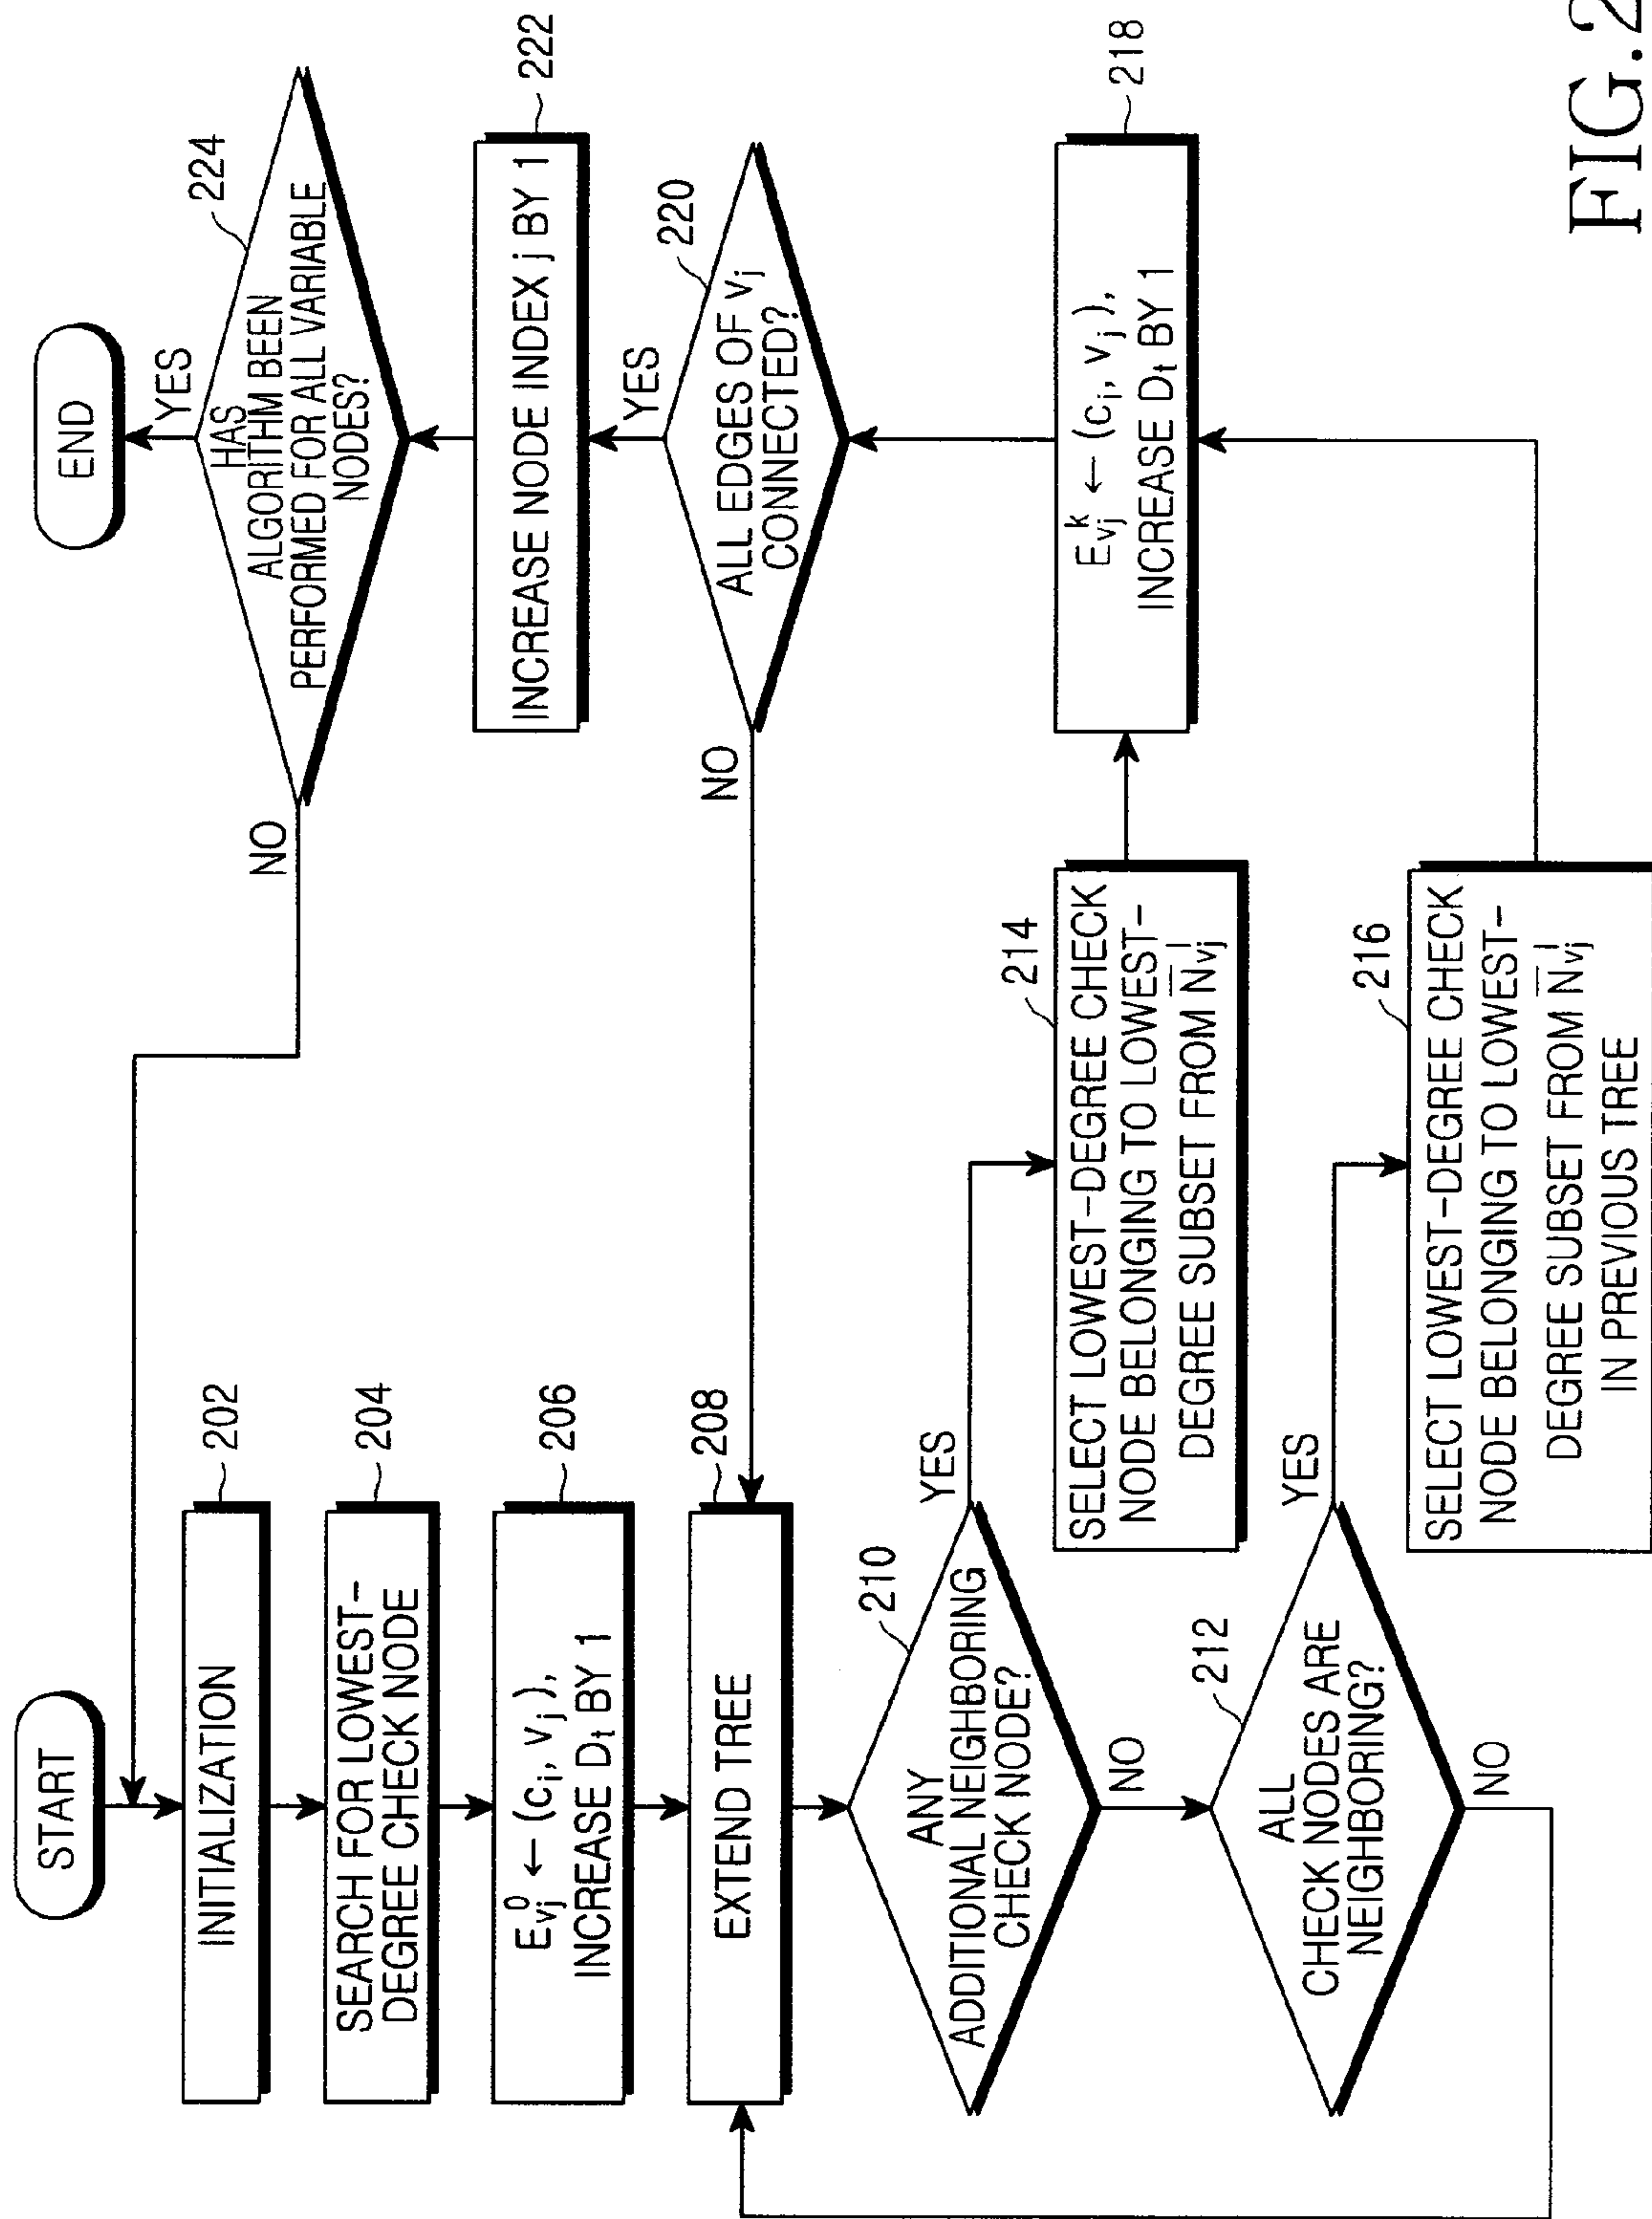 START
INITIALIZATION
202
SEARCH FOR LOWEST-
DEGREE CHECK NODE
204
E⁰vⱼ ← (cᵢ, vⱼ),
INCREASE Dₜ BY 1
206
EXTEND TREE
208
ANY
ADDITIONAL NEIGHBORING
CHECK NODE?
210
YES
NO
ALL
CHECK NODES ARE
NEIGHBORING?
212
YES
NO
SELECT LOWEST-DEGREE CHECK
NODE BELONGING TO LOWEST-
DEGREE SUBSET FROM N̅ˡvⱼ
214
SELECT LOWEST-DEGREE CHECK
NODE BELONGING TO LOWEST-
DEGREE SUBSET FROM N̅ˡvⱼ
IN PREVIOUS TREE
216
Eᵏvⱼ ← (cᵢ, vⱼ),
INCREASE Dₜ BY 1
218
ALL EDGES OF vⱼ
CONNECTED?
220
NO
YES
INCREASE NODE INDEX j BY 1
222
HAS
ALGORITHM BEEN
PERFORMED FOR ALL VARIABLE
NODES?
224
NO
YES
END
FIG.2